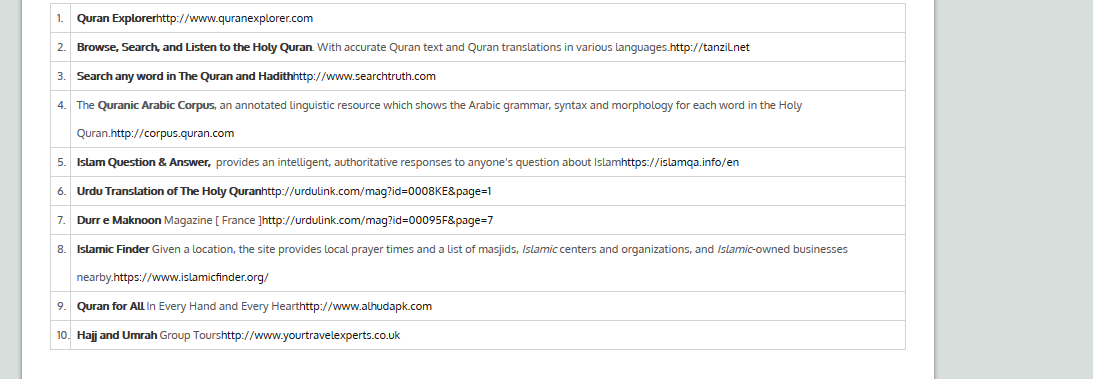 1. Quran Explorerhttp://www.quranexplorer.com
2. Browse, Search, and Listen to the Holy Quran. With accurate Quran text and Quran translations in various languages.http://tanzil.net
3. Search any word in The Quran and Hadithhttp://www.searchtruth.com
4. The Quranic Arabic Corpus, an annotated linguistic resource which shows the Arabic grammar, syntax and morphology for each word in the Holy
Quran.http://corpus.quran.com
5. Islam Question & Answer, provides an intelligent, authoritative responses to anyone's question about Islamhttps://islamqa.info/en
6. Urdu Translation of The Holy Quranhttp://urdulink.com/mag?id=0008KE&page=1
7. Durr e Maknoon Magazine [ France ]http://urdulink.com/mag?id=00095F&page=7
8. Islamic Finder Given a location, the site provides local prayer times and a list of masjids, Islamic centers and organizations, and Islamic-owned businesses
nearby.https://www.islamicfinder.org/
9. Quran for All In Every Hand and Every Hearthttp://www.alhudapk.com
10. Hajj and Umrah Group Tourshttp://www.yourtravelexperts.co.uk